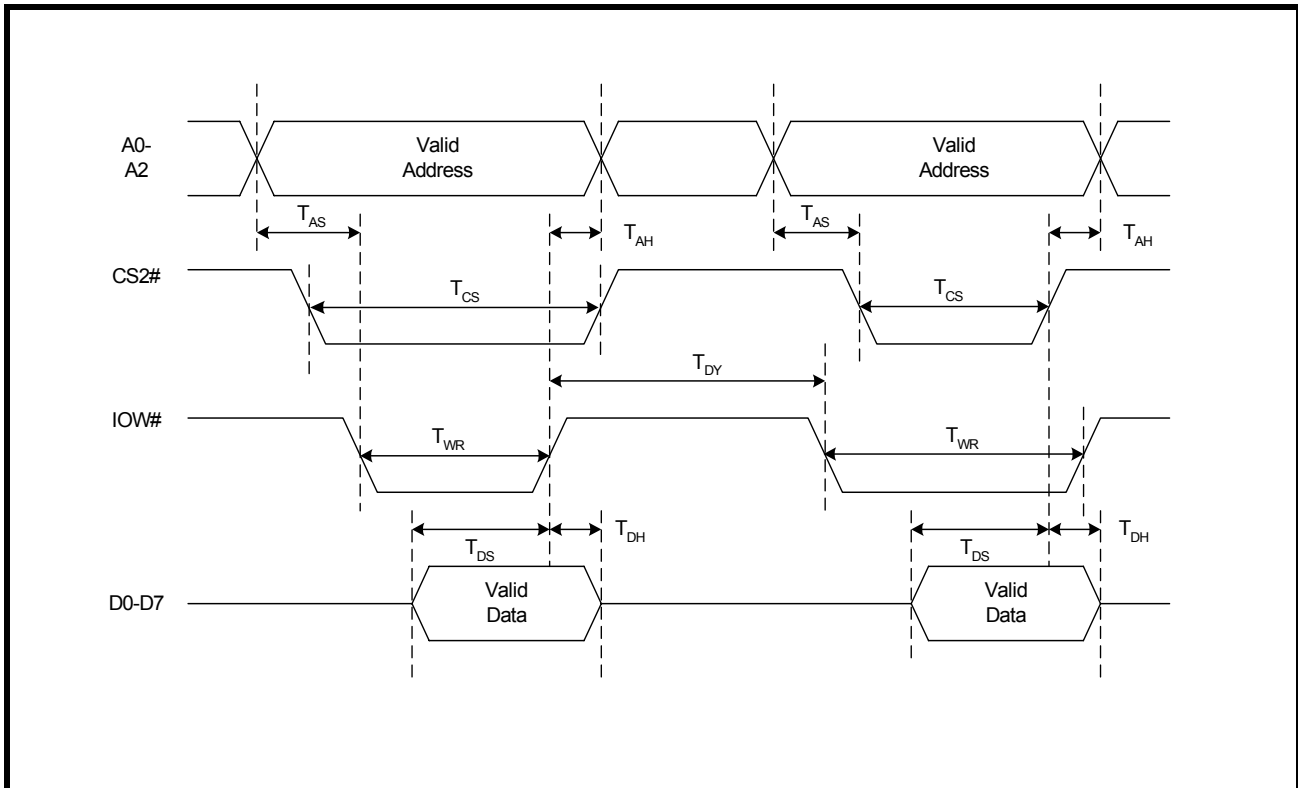 A0-
A2
Valid
Address
Valid
Address
TAS
TAH
TAS
TAH
CS2#
TCS
TCS
TDY
IOW#
TWR
TWR
TDS
TDH
TDS
TDH
D0-D7
Valid
Data
Valid
Data